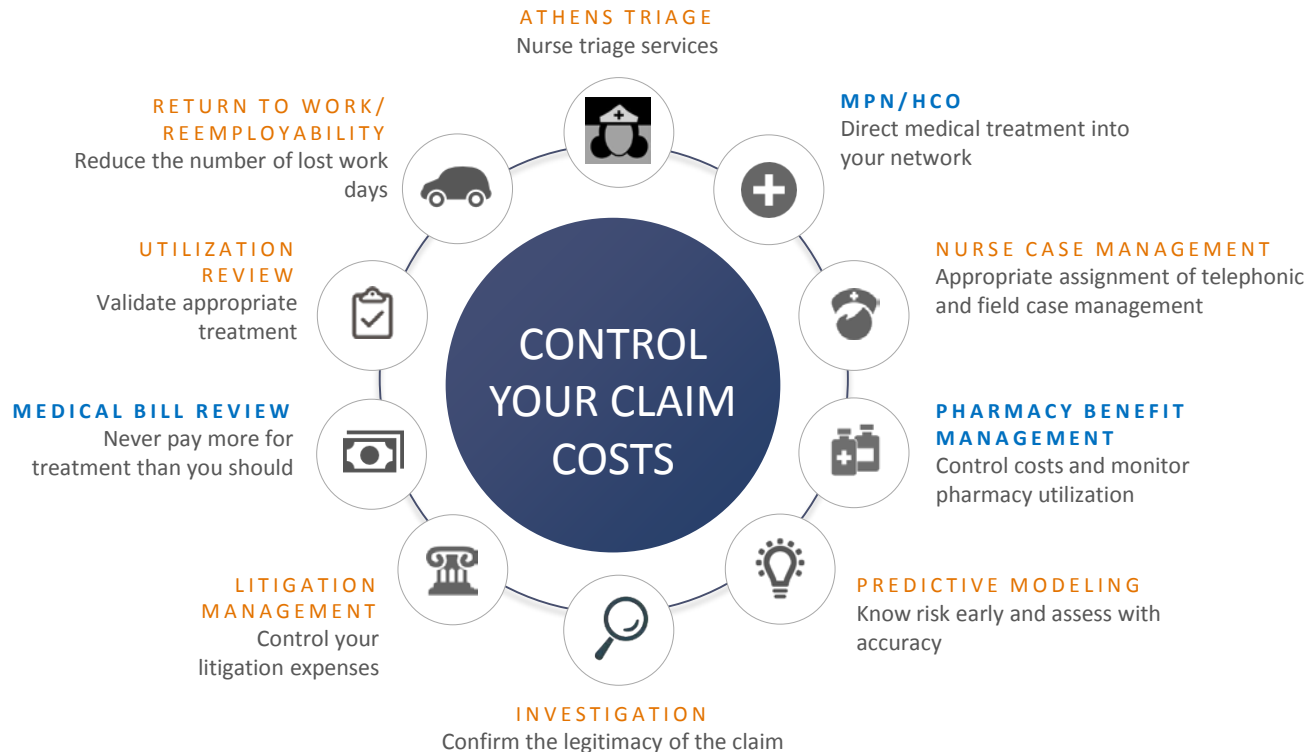 ATHENS TRIAGE
Nurse triage services
MPN/HCO
Direct medical treatment into
your network
NURSE CASE MANAGEMENT
Appropriate assignment of telephonic
and field case management
PHARMACY BENEFIT
MANAGEMENT
Control costs and monitor
pharmacy utilization
PREDICTIVE MODELING
Know risk early and assess with
accuracy
INVESTIGATION
Confirm the legitimacy of the claim
LITIGATION
MANAGEMENT
Control your
litigation expenses
MEDICAL BILL REVIEW
Never pay more for
treatment than you should
UTILIZATION
REVIEW
Validate appropriate
treatment
RETURN TO WORK/
REEMPLOYABILITY
Reduce the number of lost work
days
CONTROL
YOUR CLAIM
COSTS